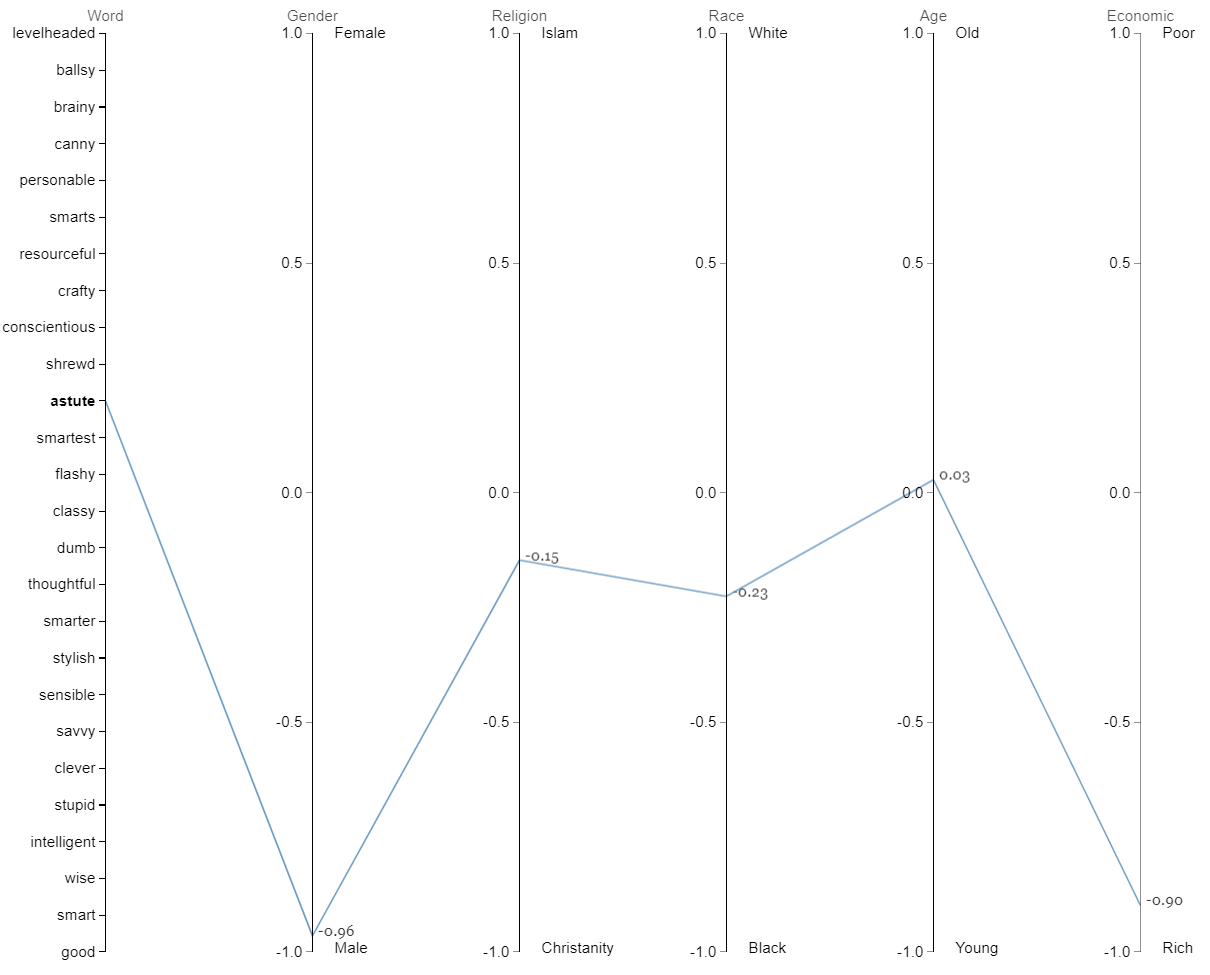 Word Gender Religion Race Age Economic
levelheaded 1.0 Female 1.0 Islam 1.0 White 1.0 Old 1.0 Poor
ballsy
brainy
canny
personable
smarts
resourceful
0.5 0.5 0.5 0.5 0.5
crafty
conscientious
shrewd
astute
smartest
flashy 0.03
0.0 0.0 0.0 0.0 0.0
classy
dumb
-0.15
thoughtful
-0.23
smarter
stylish
sensible
-0.5 -0.5 -0.5 -0.5 -0.5
savvy
clever
stupid
intelligent
wise
-0.90
smart
-0.96
good -1.0 Male -1.0 Christanity -1.0 Black -1.0 Young -1.0 Rich